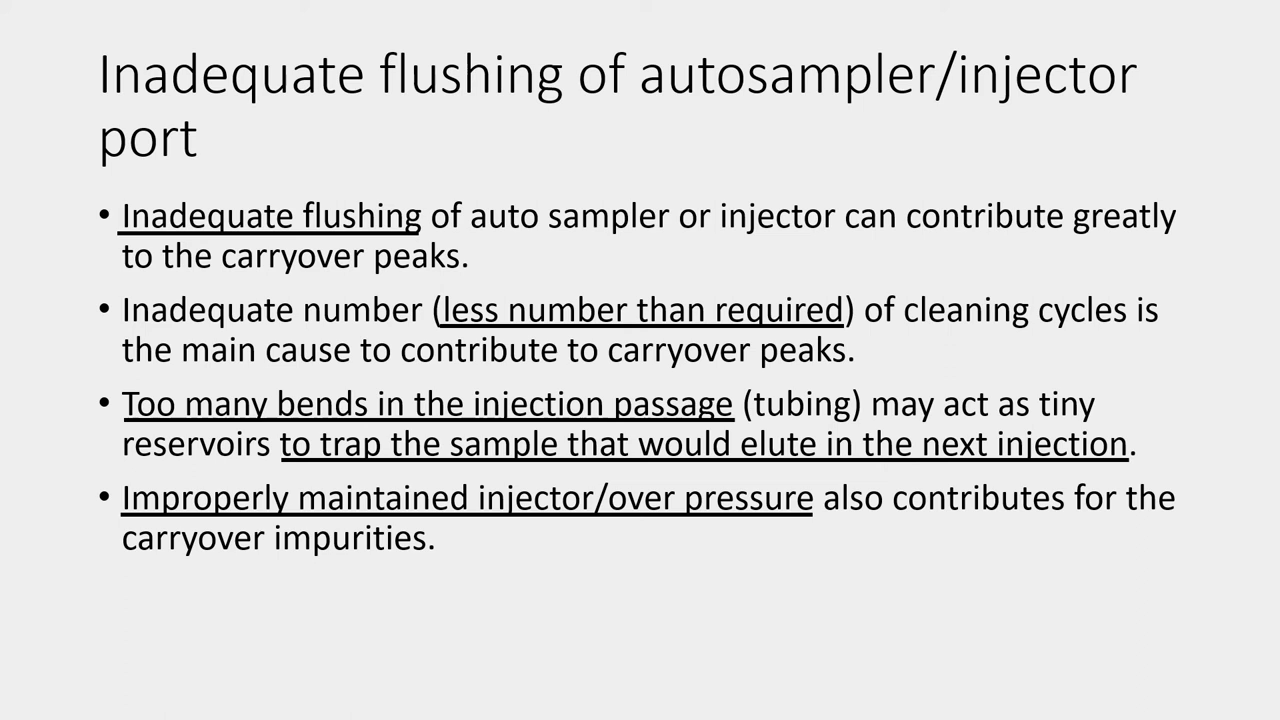 Inadequate flushing of autosampler/injector
port
• Inadequate flushing of auto sampler or injector can contribute greatly
to the carryover peaks.
• Inadequate number (less number than required) of cleaning cycles is
the main cause to contribute to carryover peaks.
• Too many bends in the injection passage (tubing) may act as tiny
reservoirs to trap the sample that would elute in the next injection.
• Improperly maintained injector/over pressure also contributes for the
carryover impurities.